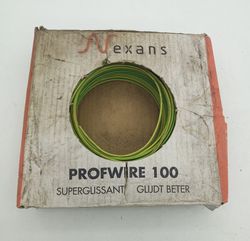 Nexans
PROFWIRE 100
SUPERGLISSANT GLIJDT BETER